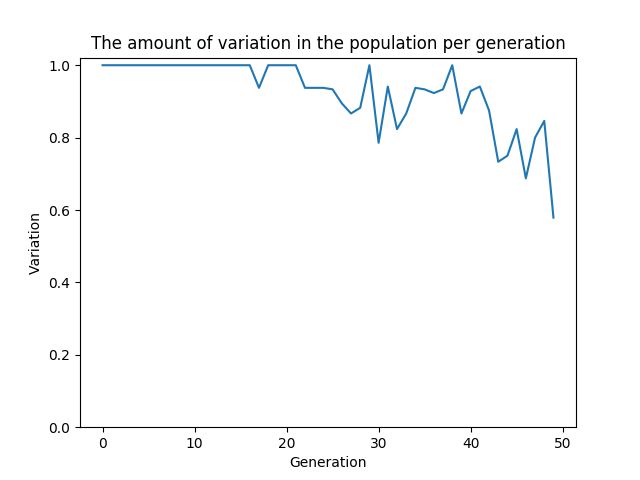 The amount of variation in the population per generation
1.0
0.8
0.6
0.4
0.2
0.0
Variation
0 10 20 30 40 50
Generation